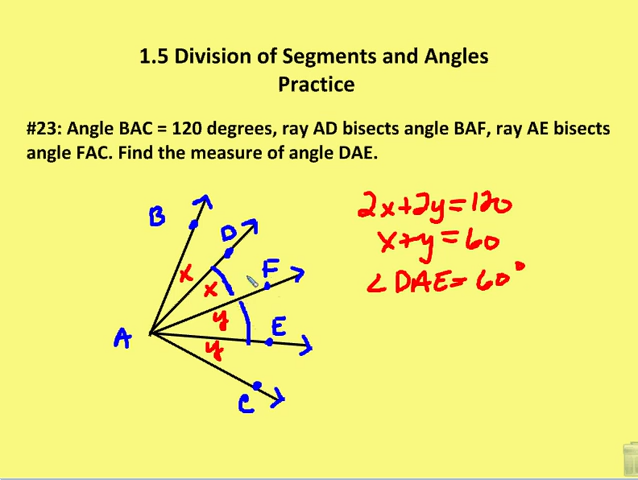 1.5 Division of Segments and Angles
Practice
#23: Angle BAC = 120 degrees, ray AD bisects angle BAF, ray AE bisects
angle FAC. Find the measure of angle DAE.
2x+2y=120
x+y=60
∠DAE=60°
B
D
F
x
x
y
E
A
y
C